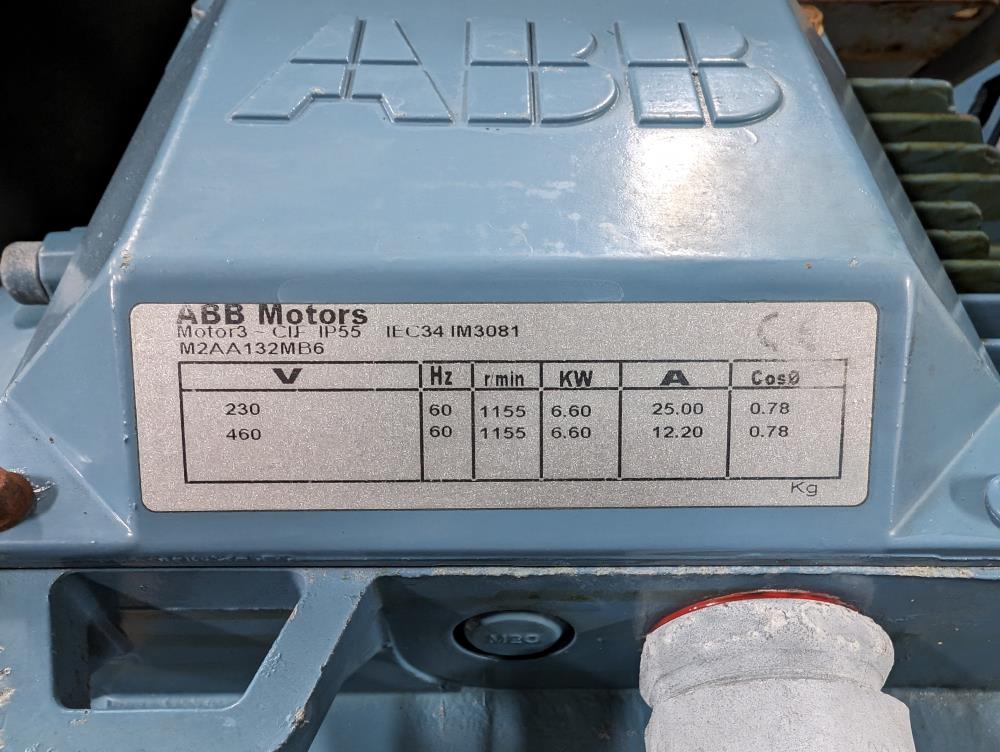 ABB
ABB Motors
Motor3 ~ CIF IP55 IEC34 IM3081
M2AA132MB6
V Hz r/min KW A CosØ
230 60 1155 6.60 25.00 0.78
460 60 1155 6.60 12.20 0.78
Kg
M20